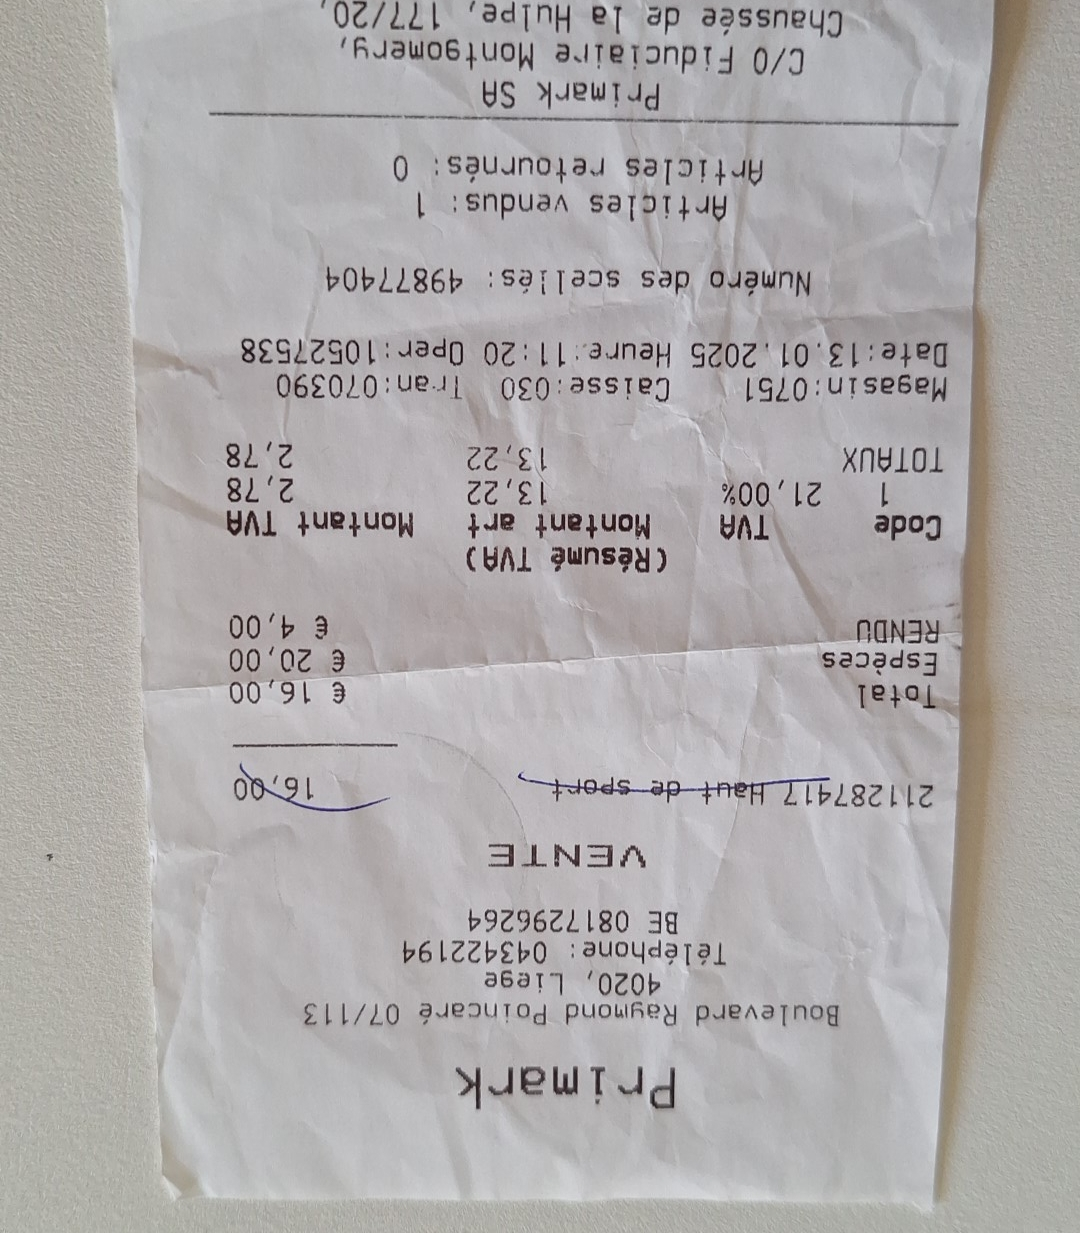 Primark
Boulevard Raymond Poincaré 07/113
4020, Liege
Téléphone: 043422194
BE 0817296264
VENTE
211287417 Haut de sport 16,00
Total € 16,00
Espèces € 20,00
RENDU € 4,00
(Résumé TVA)
Code TVA Montant art Montant TVA
1 21,00% 13,22 2,78
TOTAUX 13,22 2,78
Magasin:0751 Caisse:030 Tran:070390
Date:13.01.2025 Heure:11:20 Oper:10527538
Numéro des scellés: 49877404
Articles vendus: 1
Articles retournés: 0
Primark SA
C/O Fiduciaire Montgomery,
Chaussée de la Hulpe, 177/20,